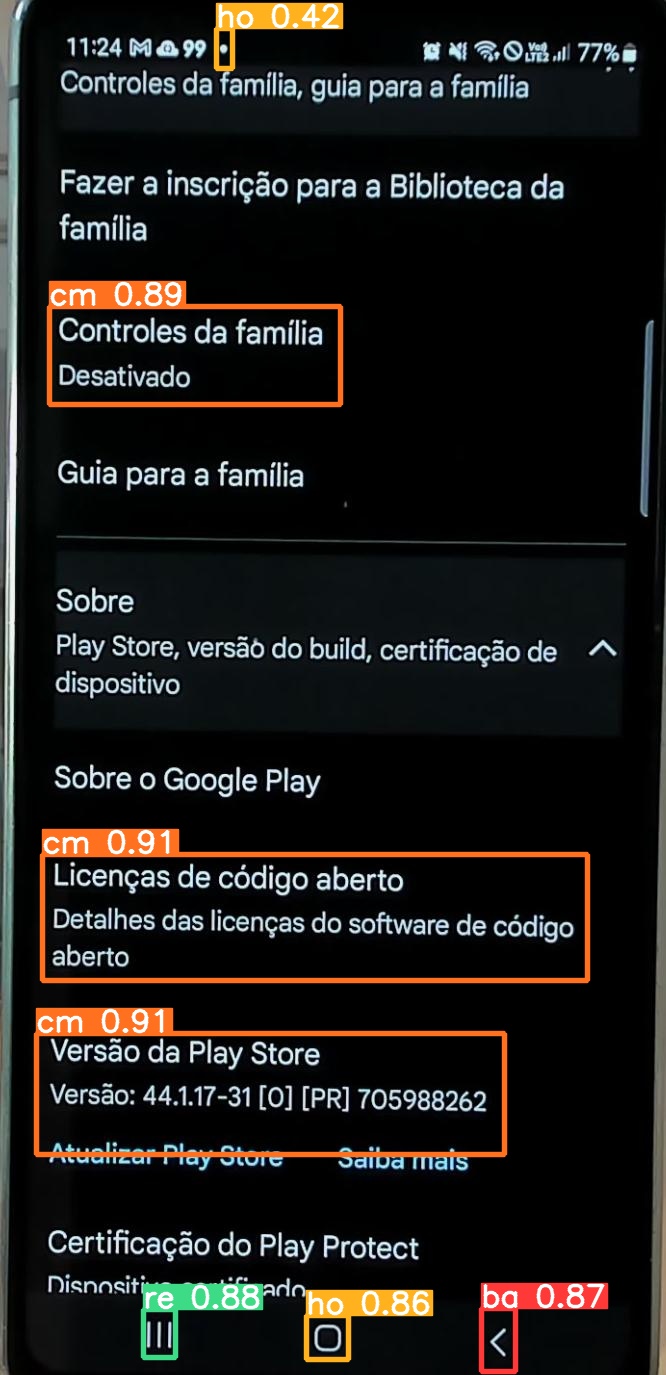 ho 0.42
11:24 99 77%
Controles da família, guia para a família
Fazer a inscrição para a Biblioteca da
família
cm 0.89
Controles da família
Desativado
Guia para a família
Sobre
Play Store, versão do build, certificação de
dispositivo
Sobre o Google Play
cm 0.91
Licenças de código aberto
Detalhes das licenças do software de código
aberto
cm 0.91
Versão da Play Store
Versão: 44.1.17-31 [0] [PR] 705988262
Atualizar Play Store Saiba mais
Certificação do Play Protect
Dispositivo certificado
re 0.88 ho 0.86 ba 0.87